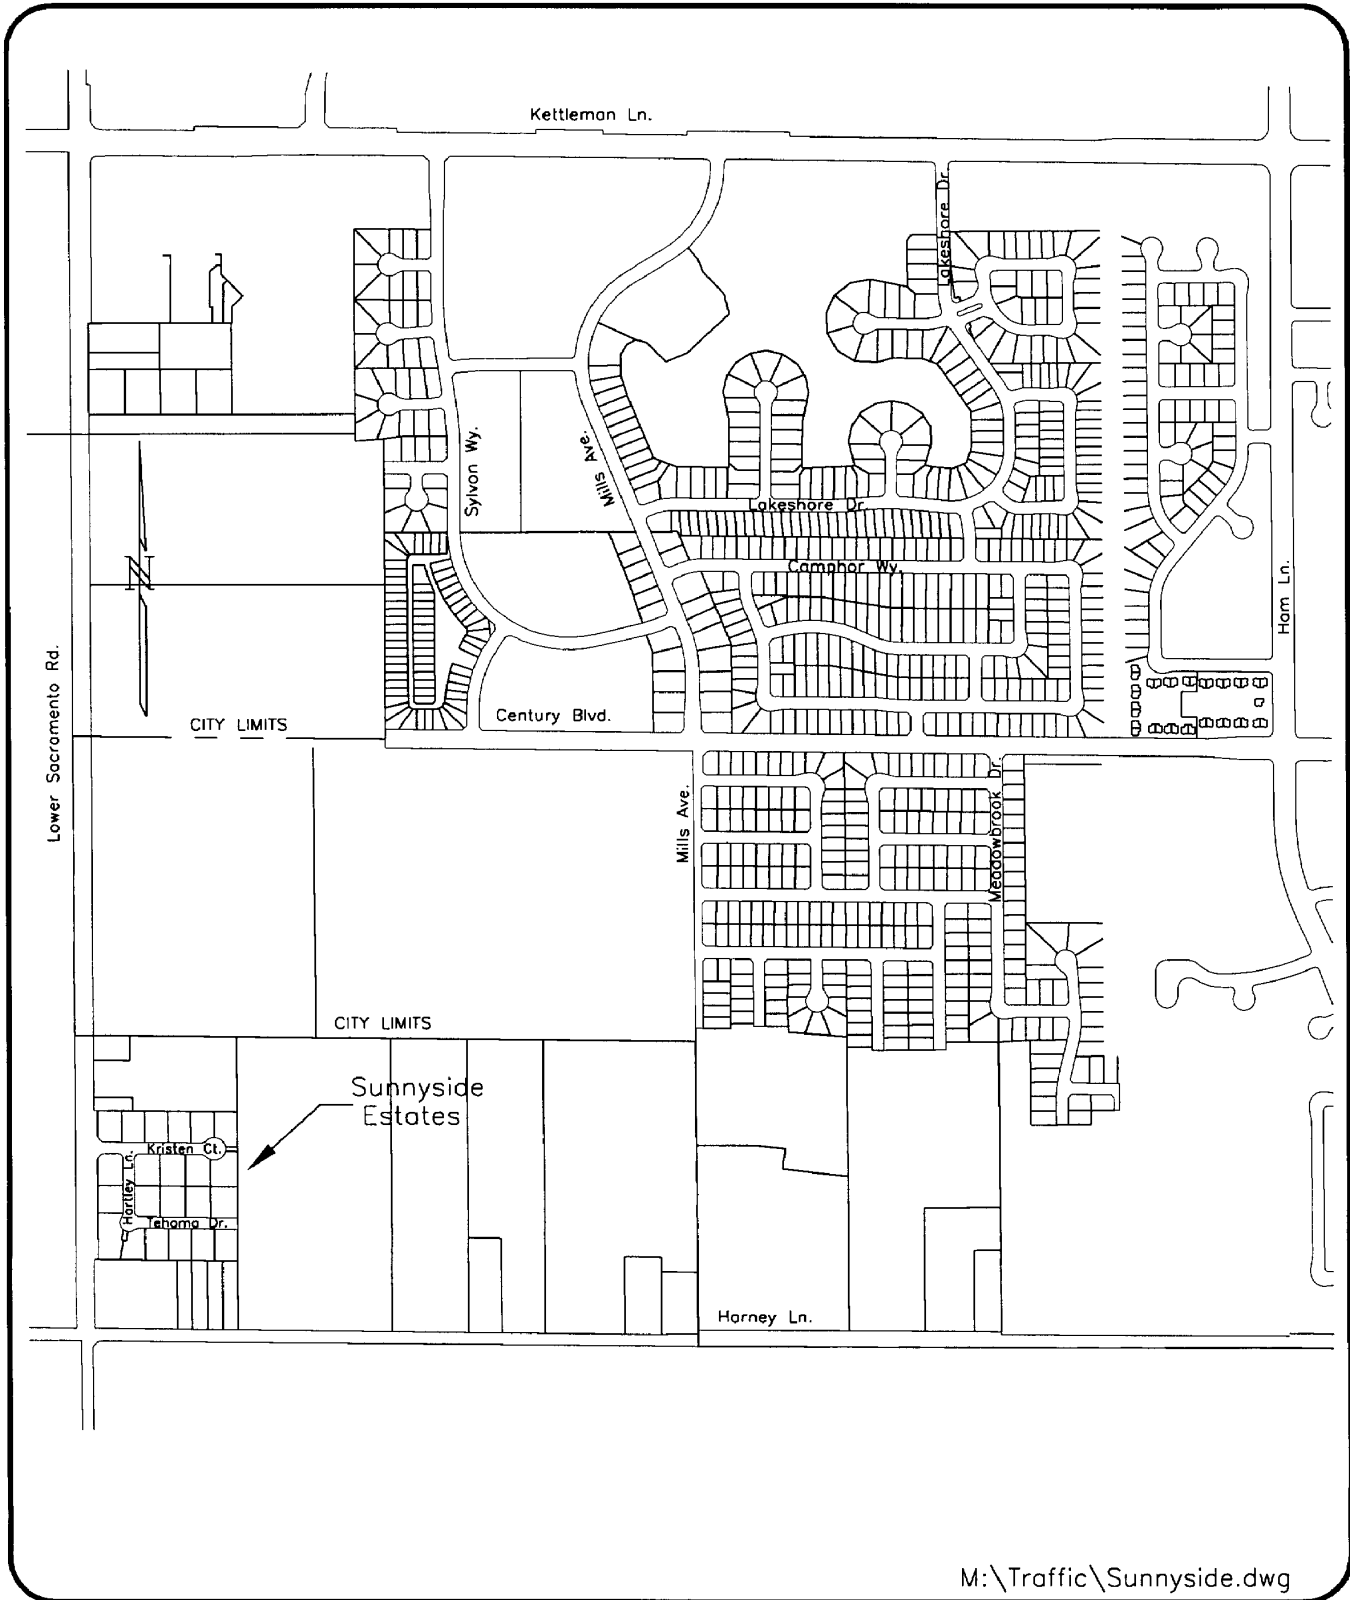 Kettleman Ln.
Lakeshore Dr.
Sylvan Wy.
Mills Ave.
Lakeshore Dr.
Camphor Wy.
Ham Ln.
Lower Sacramento Rd.
CITY LIMITS
Century Blvd.
Mills Ave.
Meadowbrook Dr.
CITY LIMITS
Sunnyside
Estates
Kristen Ct.
Hartley Ln.
Tehama Dr.
Harney Ln.
M:\Traffic\Sunnyside.dwg